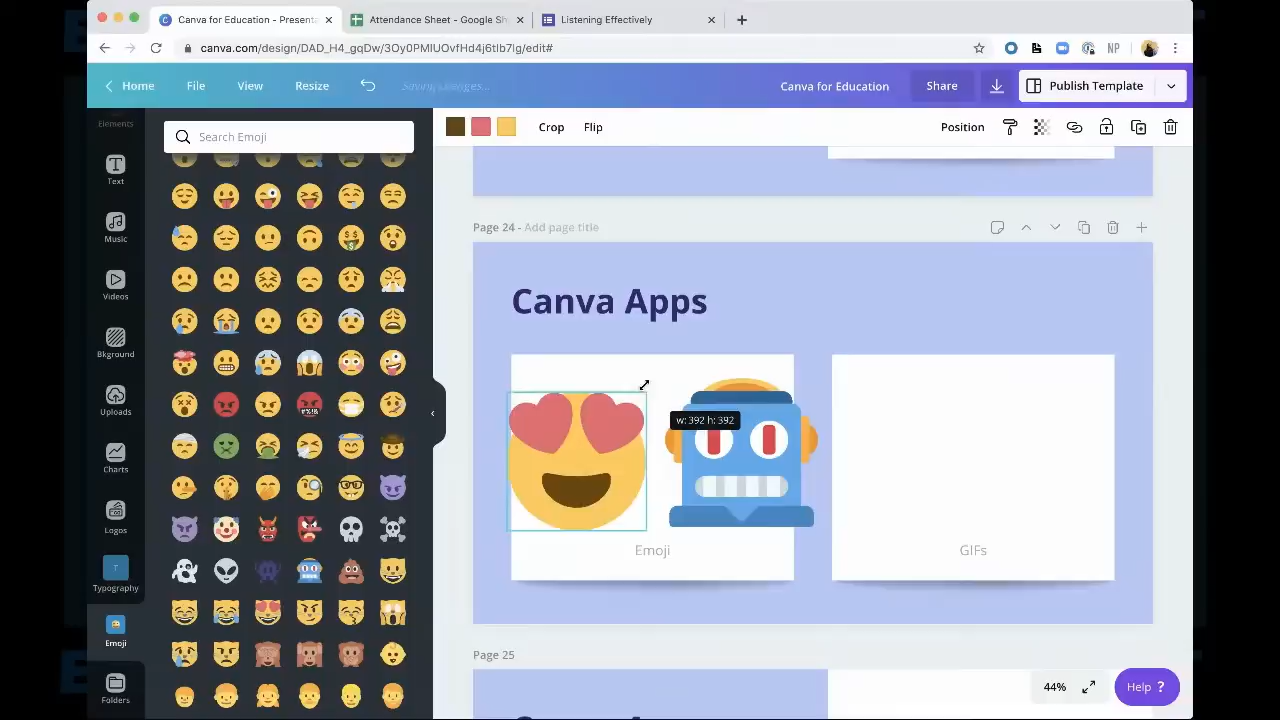 Canva for Education - Presenta
Attendance Sheet - Google Sh
Listening Effectively
canva.com/design/DAD_H4_gqDw/3Oy0PMlUOvfHd4j6tlb7lg/edit#
NP
Home
File
View
Resize
Saving changes...
Canva for Education
Share
Publish Template
Elements
Search Emoji
Crop
Flip
Position
Text
Music
Videos
Bkground
Uploads
Charts
Logos
T
Typography
Emoji
Folders
Page 24 - Add page title
Canva Apps
w: 392 h: 392
Emoji
GIFs
Page 25
44%
Help ?